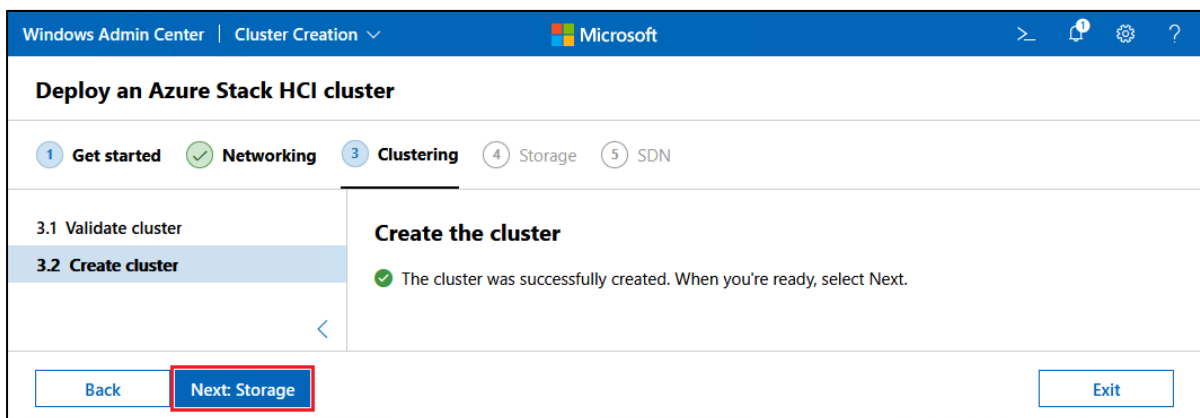 Windows Admin Center | Cluster Creation Microsoft >_ 1 ?
Deploy an Azure Stack HCI cluster
1 Get started Networking 3 Clustering 4 Storage 5 SDN
3.1 Validate cluster
3.2 Create cluster
Create the cluster
The cluster was successfully created. When you're ready, select Next.
Back Next: Storage Exit